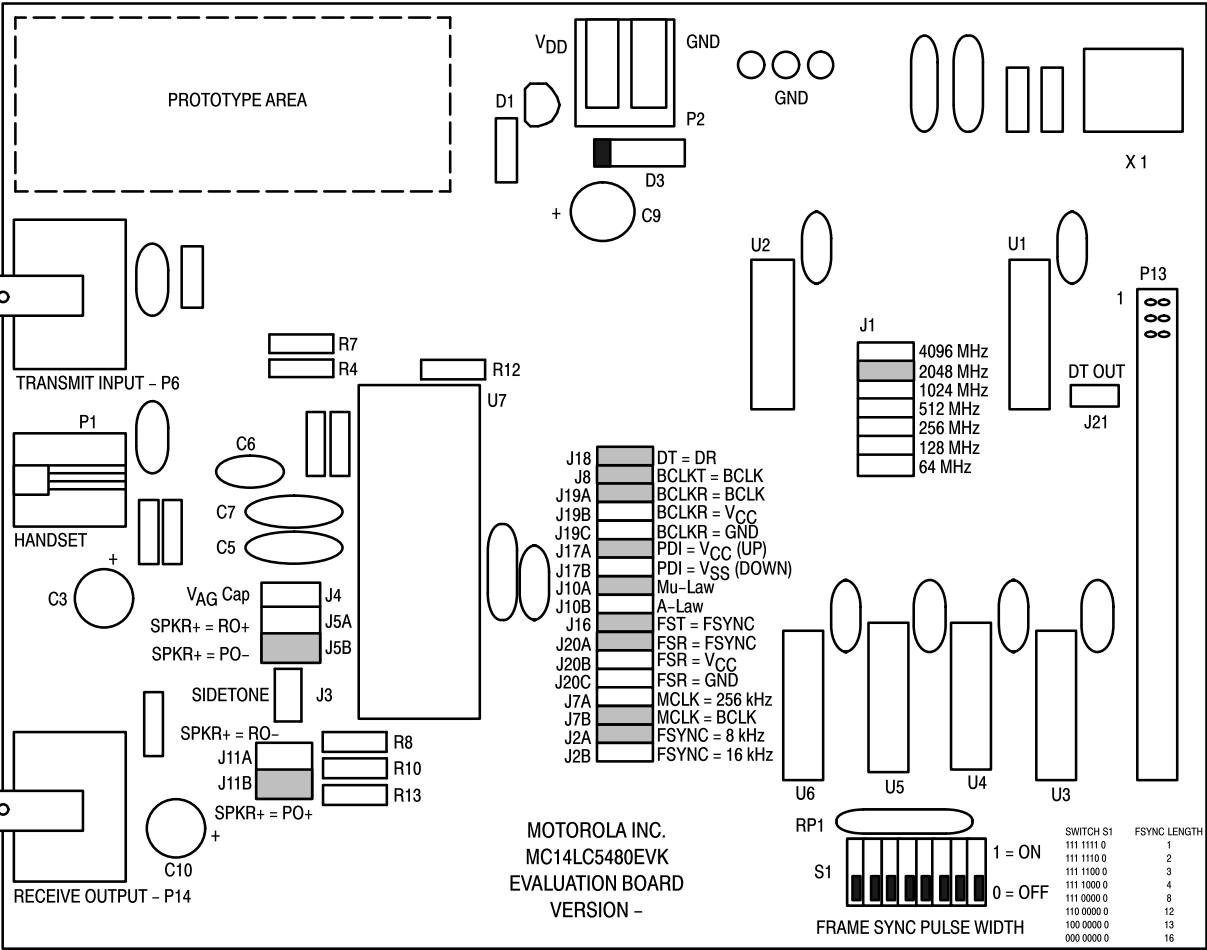 PROTOTYPE AREA
VDD
GND
P2
D1
D3
+
C9
GND
X 1
TRANSMIT INPUT – P6
P1
HANDSET
+
C3
R7
R4
R12
U7
C6
C7
C5
VAG Cap
J4
SPKR+ = RO+
J5A
SPKR+ = PO–
J5B
SIDETONE
J3
SPKR+ = RO–
J11A
J11B
SPKR+ = PO+
R8
R10
R13
+
C10
RECEIVE OUTPUT – P14
J18 DT = DR
J8 BCLKT = BCLK
J19A BCLKR = BCLK
J19B BCLKR = VCC
J19C BCLKR = GND
J17A PDI = VCC (UP)
J17B PDI = VSS (DOWN)
J10A Mu–Law
J10B A–Law
J16 FST = FSYNC
J20A FSR = FSYNC
J20B FSR = VCC
J20C FSR = GND
J7A MCLK = 256 kHz
J7B MCLK = BCLK
J2A FSYNC = 8 kHz
J2B FSYNC = 16 kHz
U2
U1
J1
4096 MHz
2048 MHz
1024 MHz
512 MHz
256 MHz
128 MHz
64 MHz
P13
1
DT OUT
J21
U6
U5
U4
U3
RP1
S1
1 = ON
0 = OFF
FRAME SYNC PULSE WIDTH
SWITCH S1 FSYNC LENGTH
111 1111 0 1
111 1110 0 2
111 1100 0 3
111 1000 0 4
111 0000 0 8
110 0000 0 12
100 0000 0 13
000 0000 0 16
MOTOROLA INC.
MC14LC5480EVK
EVALUATION BOARD
VERSION –